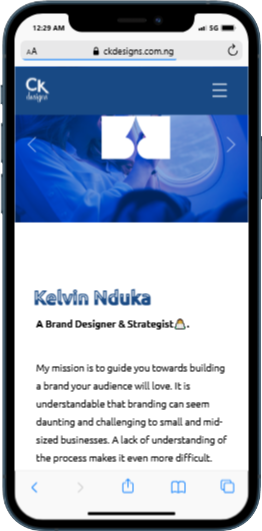 12:29 AM
5G
AA ckdesigns.com.ng
Ck
designs
Kelvin Nduka
A Brand Designer & Strategist.
My mission is to guide you towards building
a brand your audience will love. It is
understandable that branding can seem
daunting and challenging to small and mid-
sized businesses. A lack of understanding of
the process makes it even more difficult.